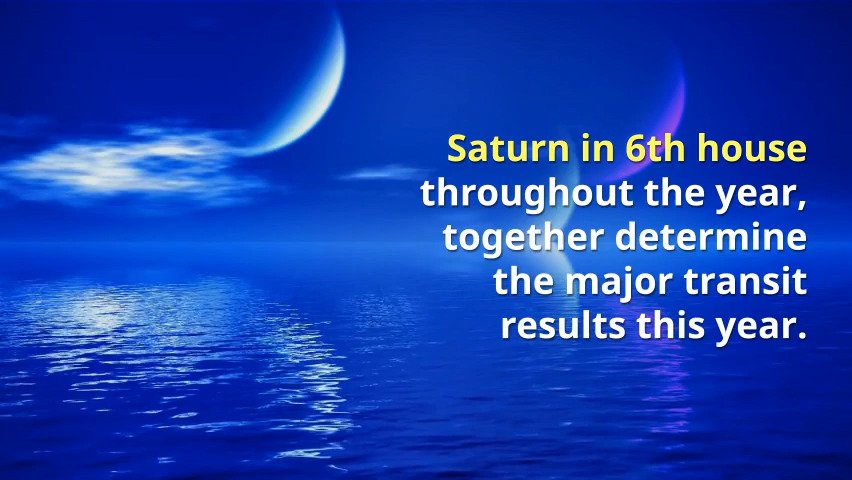 Saturn in 6th house
throughout the year,
together determine
the major transit
results this year.